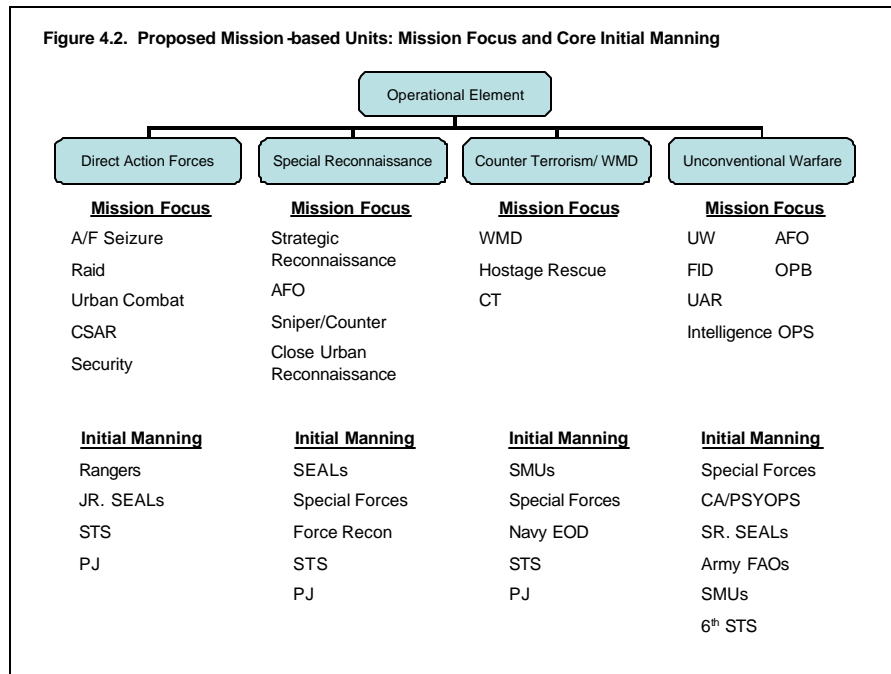 Figure 4.2. Proposed Mission-based Units: Mission Focus and Core Initial Manning
Operational Element
Direct Action Forces
Special Reconnaissance
Counter Terrorism/ WMD
Unconventional Warfare
Mission Focus
A/F Seizure
Raid
Urban Combat
CSAR
Security
Mission Focus
Strategic
Reconnaissance
AFO
Sniper/Counter
Close Urban
Reconnaissance
Mission Focus
WMD
Hostage Rescue
CT
Mission Focus
UW AFO
FID OPB
UAR
Intelligence OPS
Initial Manning
Rangers
JR. SEALs
STS
PJ
Initial Manning
SEALs
Special Forces
Force Recon
STS
PJ
Initial Manning
SMUs
Special Forces
Navy EOD
STS
PJ
Initial Manning
Special Forces
CA/PSYOPS
SR. SEALs
Army FAOs
SMUs
6th STS